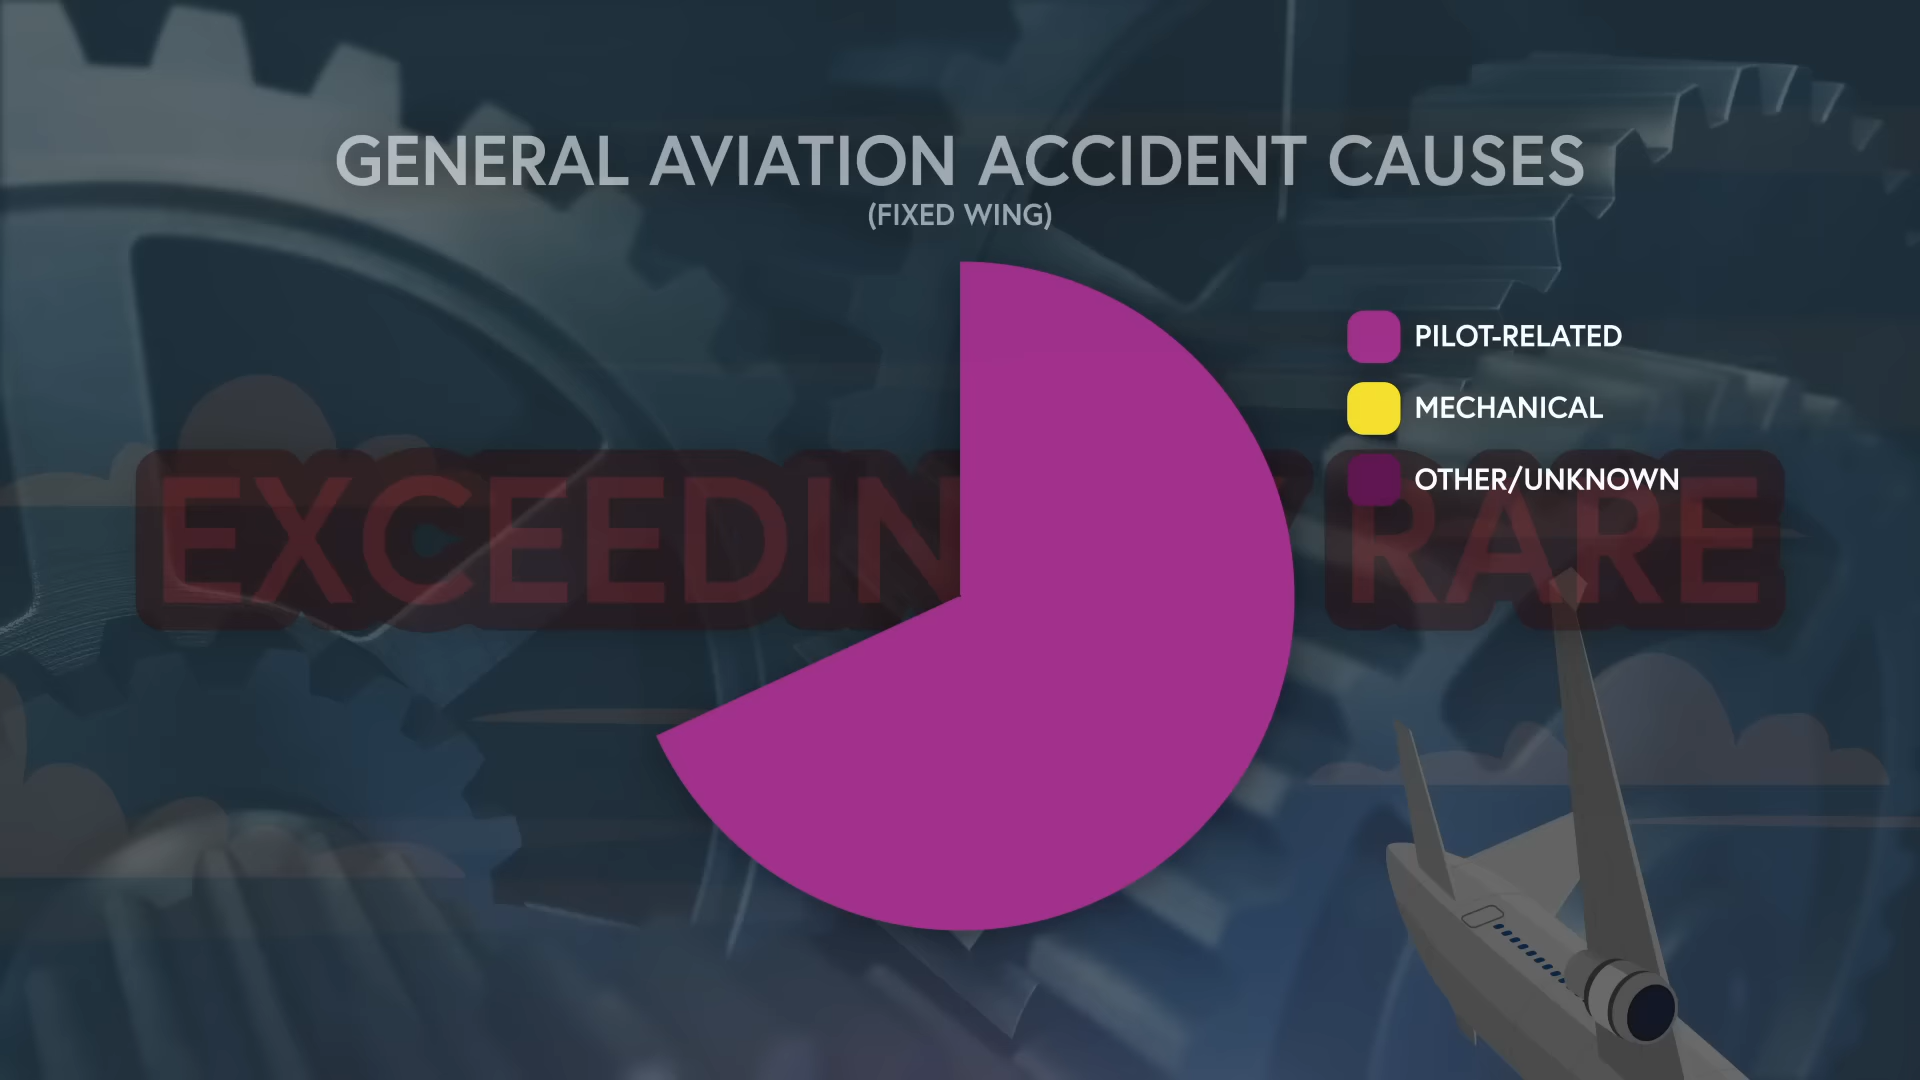 GENERAL AVIATION ACCIDENT CAUSES
(FIXED WING)
PILOT-RELATED
MECHANICAL
OTHER/UNKNOWN
EXCEEDIN RARE